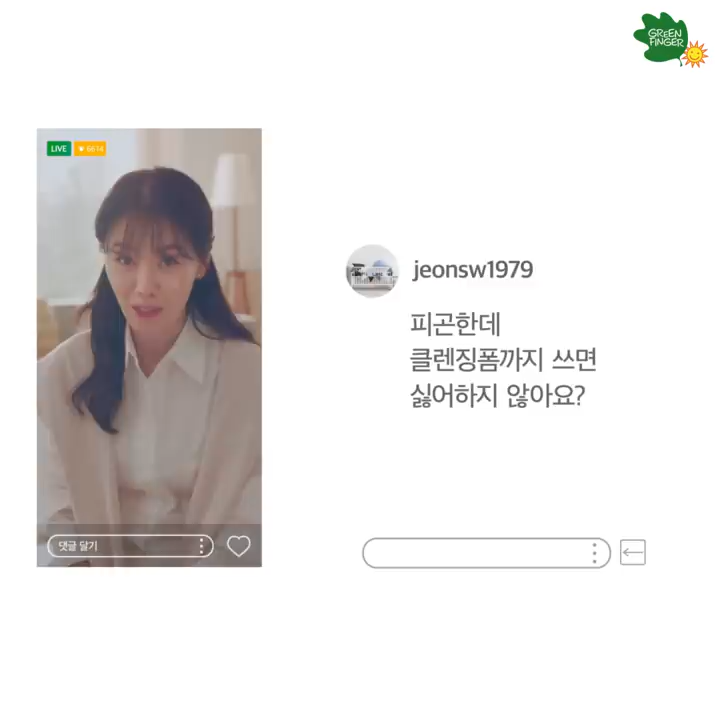 GREEN
FINGER
LIVE
6614
jeonsw1979
피곤한데
클렌징폼까지 쓰면
싫어하지 않아요?
댓글 달기